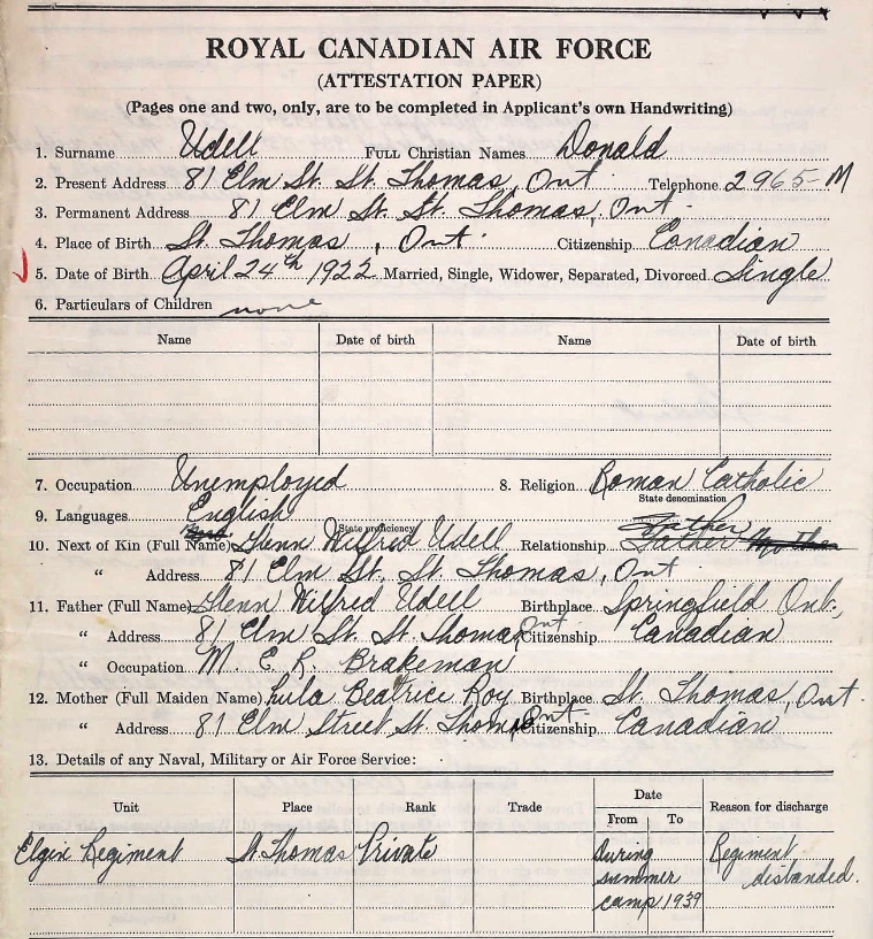 ROYAL CANADIAN AIR FORCE
(ATTESTATION PAPER)
(Pages one and two, only, are to be completed in Applicant's own Handwriting)
1. Surname Udell FULL Christian Names Donald
2. Present Address 81 Elm St. St. Thomas, Ont. Telephone 2965-M
3. Permanent Address 81 Elm St. St. Thomas, Ont.
4. Place of Birth St. Thomas, Ont. Citizenship Canadian
5. Date of Birth April 24th 1922 Married, Single, Widower, Separated, Divorced Single
6. Particulars of Children none
Name Date of birth Name Date of birth
7. Occupation Unemployed 8. Religion Roman Catholic
State denomination
9. Languages English
State proficiency
10. Next of Kin (Full Name) Glenn Wilfred Udell Relationship Father Father Mother
" Address 81 Elm St. St. Thomas, Ont
11. Father (Full Name) Glenn Wilfred Udell Birthplace Springfield Ont.,
" Address 81 Elm St. St. Thomas, Ont. Citizenship Canadian
" Occupation M. C. R. Brakeman
12. Mother (Full Maiden Name) Lula Beatrice Roy Birthplace St. Thomas, Ont.
" Address 81 Elm Street St. Thomas Ont. Citizenship Canadian
13. Details of any Naval, Military or Air Force Service:
Unit Place Rank Trade Date Reason for discharge
From To
Elgin Regiment St Thomas Private During Regiment
summer distanded.
camp 1939